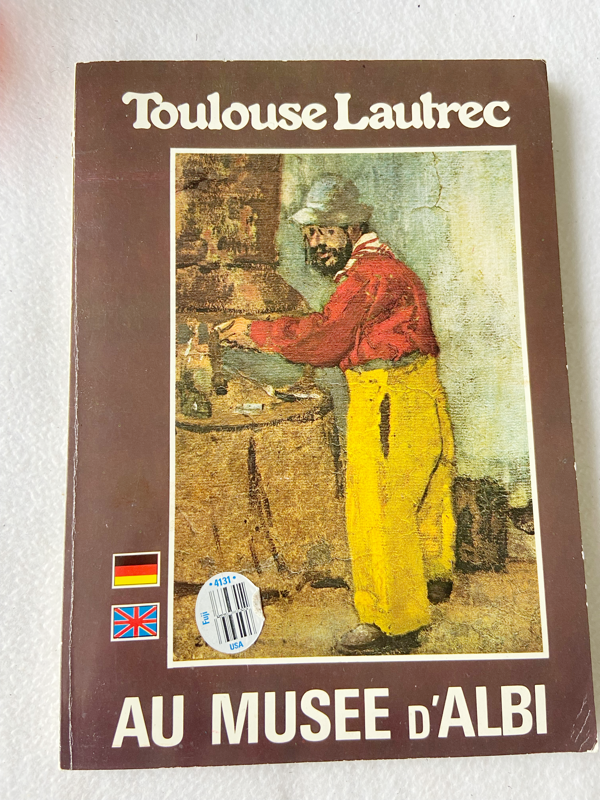 Toulouse Lautrec
4131
Fuji
USA
AU MUSEE D'ALBI